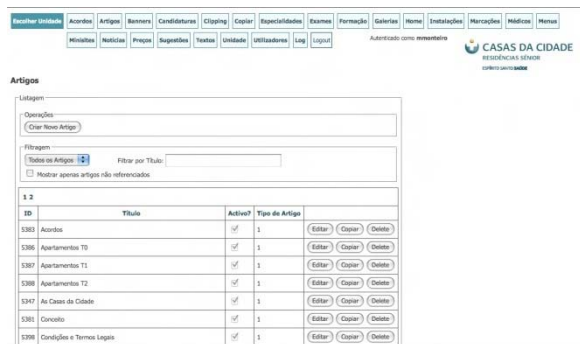 Escolher Unidade Acordos Artigos Banners Candidaturas Clipping Copiar Especialidades Exames Formação Galerias Home Instalações Marcações Médicos Menus
Minisites Notícias Preços Sugestões Textos Unidade Utilizadores Log Logout Autenticado como mmonteiro
CASAS DA CIDADE
RESIDÊNCIAS SÉNIOR
ESPÍRITO SANTO SAÚDE
Artigos
Listagem
Operações
Criar Novo Artigo
Filtragem
Todos os Artigos Filtrar por Título:
Mostrar apenas artigos não referenciados
1 2
ID Título Activo? Tipo de Artigo
5383 Acordos 1 Editar Copiar Delete
5386 Apartamentos T0 1 Editar Copiar Delete
5387 Apartamentos T1 1 Editar Copiar Delete
5388 Apartamentos T2 1 Editar Copiar Delete
5347 As Casas da Cidade 1 Editar Copiar Delete
5381 Conceito 1 Editar Copiar Delete
5398 Condições e Termos Legais 1 Editar Copiar Delete